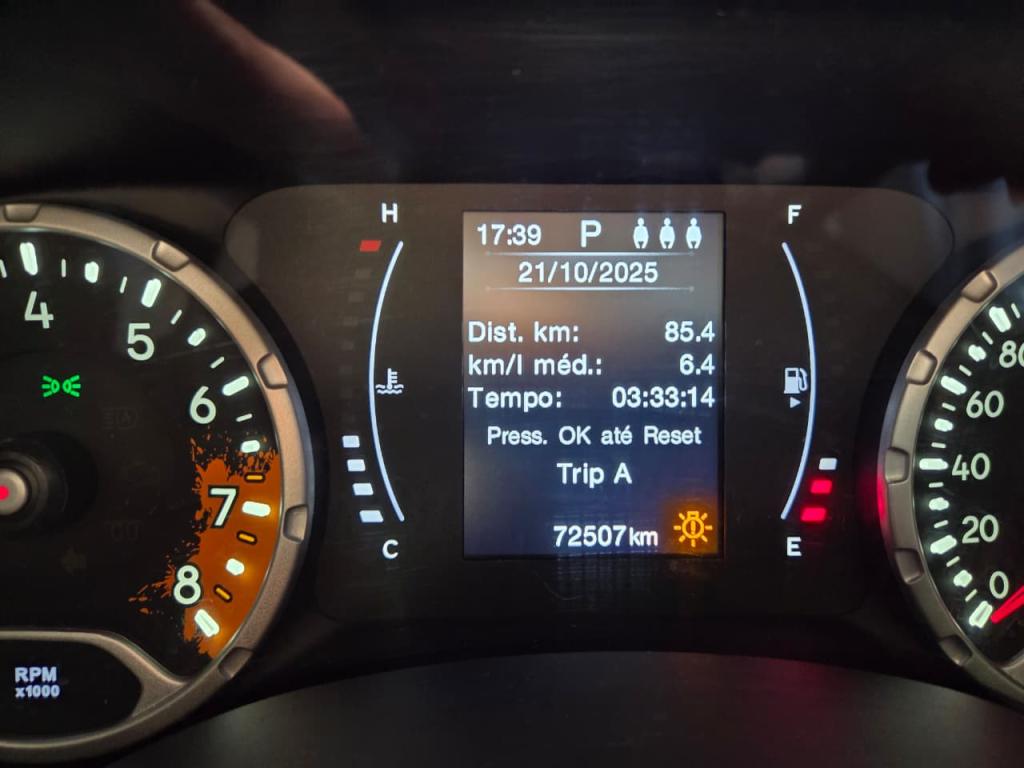 H
F
17:39 P
21/10/2025
Dist. km: 85.4
km/l méd.: 6.4
Tempo: 03:33:14
Press. OK até Reset
Trip A
72507km
C
E
4
5
6
7
8
RPM
x1000
80
60
40
20
0